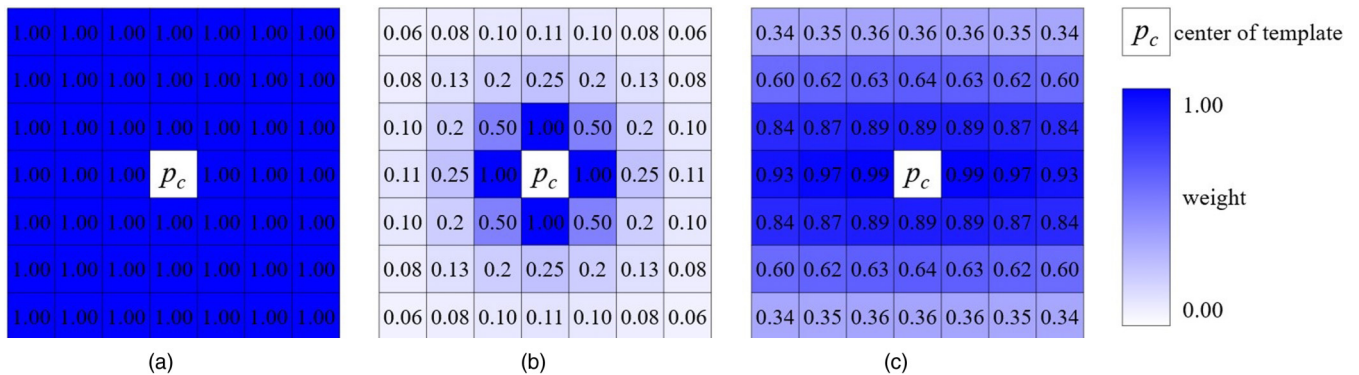 1.00 1.00 1.00 1.00 1.00 1.00 1.00
1.00 1.00 1.00 1.00 1.00 1.00 1.00
1.00 1.00 1.00 1.00 1.00 1.00 1.00
1.00 1.00 1.00 pc 1.00 1.00 1.00
1.00 1.00 1.00 1.00 1.00 1.00 1.00
1.00 1.00 1.00 1.00 1.00 1.00 1.00
1.00 1.00 1.00 1.00 1.00 1.00 1.00
(a)
0.06 0.08 0.10 0.11 0.10 0.08 0.06
0.08 0.13 0.2 0.25 0.2 0.13 0.08
0.10 0.2 0.50 1.00 0.50 0.2 0.10
0.11 0.25 1.00 pc 1.00 0.25 0.11
0.10 0.2 0.50 1.00 0.50 0.2 0.10
0.08 0.13 0.2 0.25 0.2 0.13 0.08
0.06 0.08 0.10 0.11 0.10 0.08 0.06
(b)
0.34 0.35 0.36 0.36 0.36 0.35 0.34
0.60 0.62 0.63 0.64 0.63 0.62 0.60
0.84 0.87 0.89 0.89 0.89 0.87 0.84
0.93 0.97 0.99 pc 0.99 0.97 0.93
0.84 0.87 0.89 0.89 0.89 0.87 0.84
0.60 0.62 0.63 0.64 0.63 0.62 0.60
0.34 0.35 0.36 0.36 0.36 0.35 0.34
(c)
pc center of template
1.00
weight
0.00